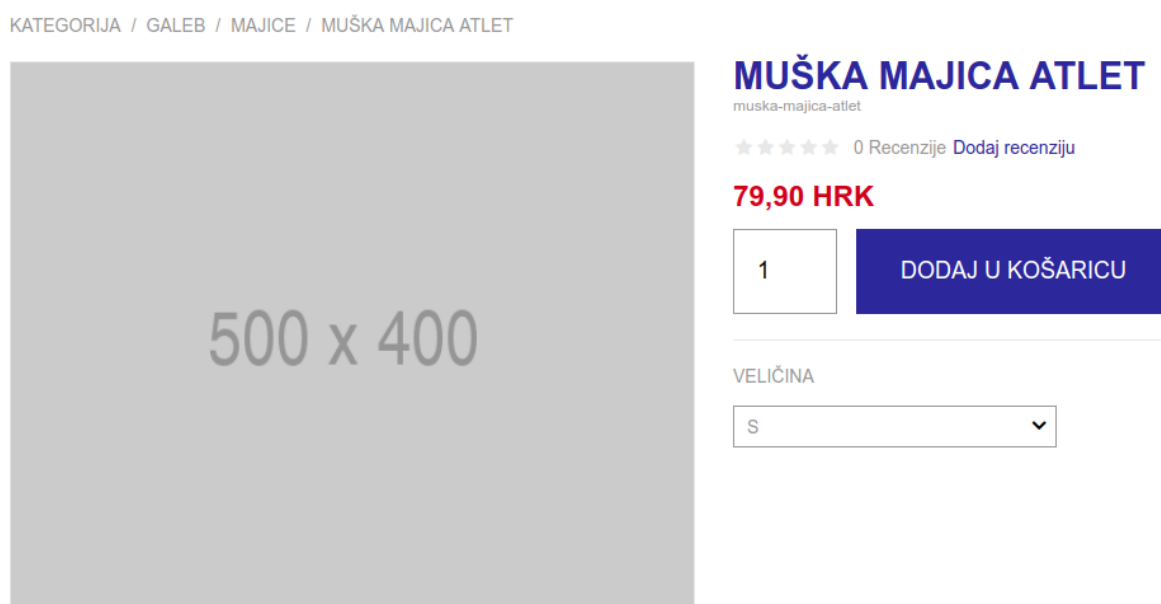 KATEGORIJA / GALEB / MAJICE / MUŠKA MAJICA ATLET
500 x 400
MUŠKA MAJICA ATLET
muska-majica-atlet
0 Recenzije Dodaj recenziju
79,90 HRK
1
DODAJ U KOŠARICU
VELIČINA
S